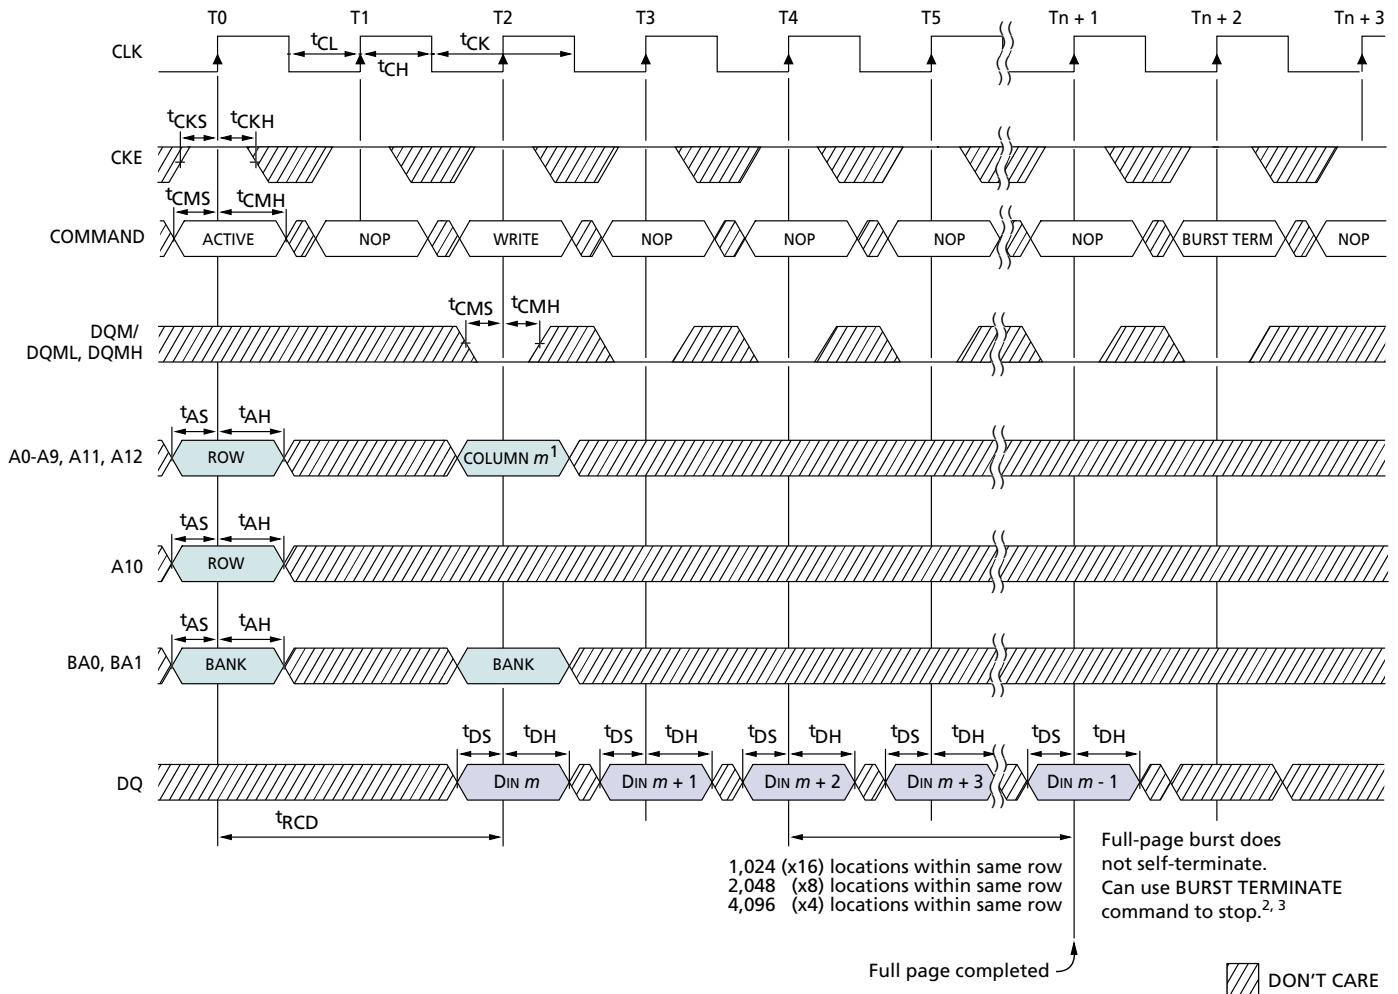 T0 T1 T2 T3 T4 T5 Tn + 1 Tn + 2 Tn + 3
CLK tCL tCH tCK
tCKS tCKH
CKE
tCMS tCMH
COMMAND ACTIVE NOP WRITE NOP NOP NOP NOP BURST TERM NOP
tCMS tCMH
DQM/
DQML, DQMH
tAS tAH
A0-A9, A11, A12 ROW COLUMN m1
tAS tAH
A10 ROW
tAS tAH
BA0, BA1 BANK BANK
tDS tDH tDS tDH tDS tDH tDS tDH tDS tDH
DQ DIN m DIN m + 1 DIN m + 2 DIN m + 3 DIN m - 1
tRCD
1,024 (x16) locations within same row
2,048 (x8) locations within same row
4,096 (x4) locations within same row
Full-page burst does
not self-terminate.
Can use BURST TERMINATE
command to stop.2, 3
Full page completed
DON'T CARE